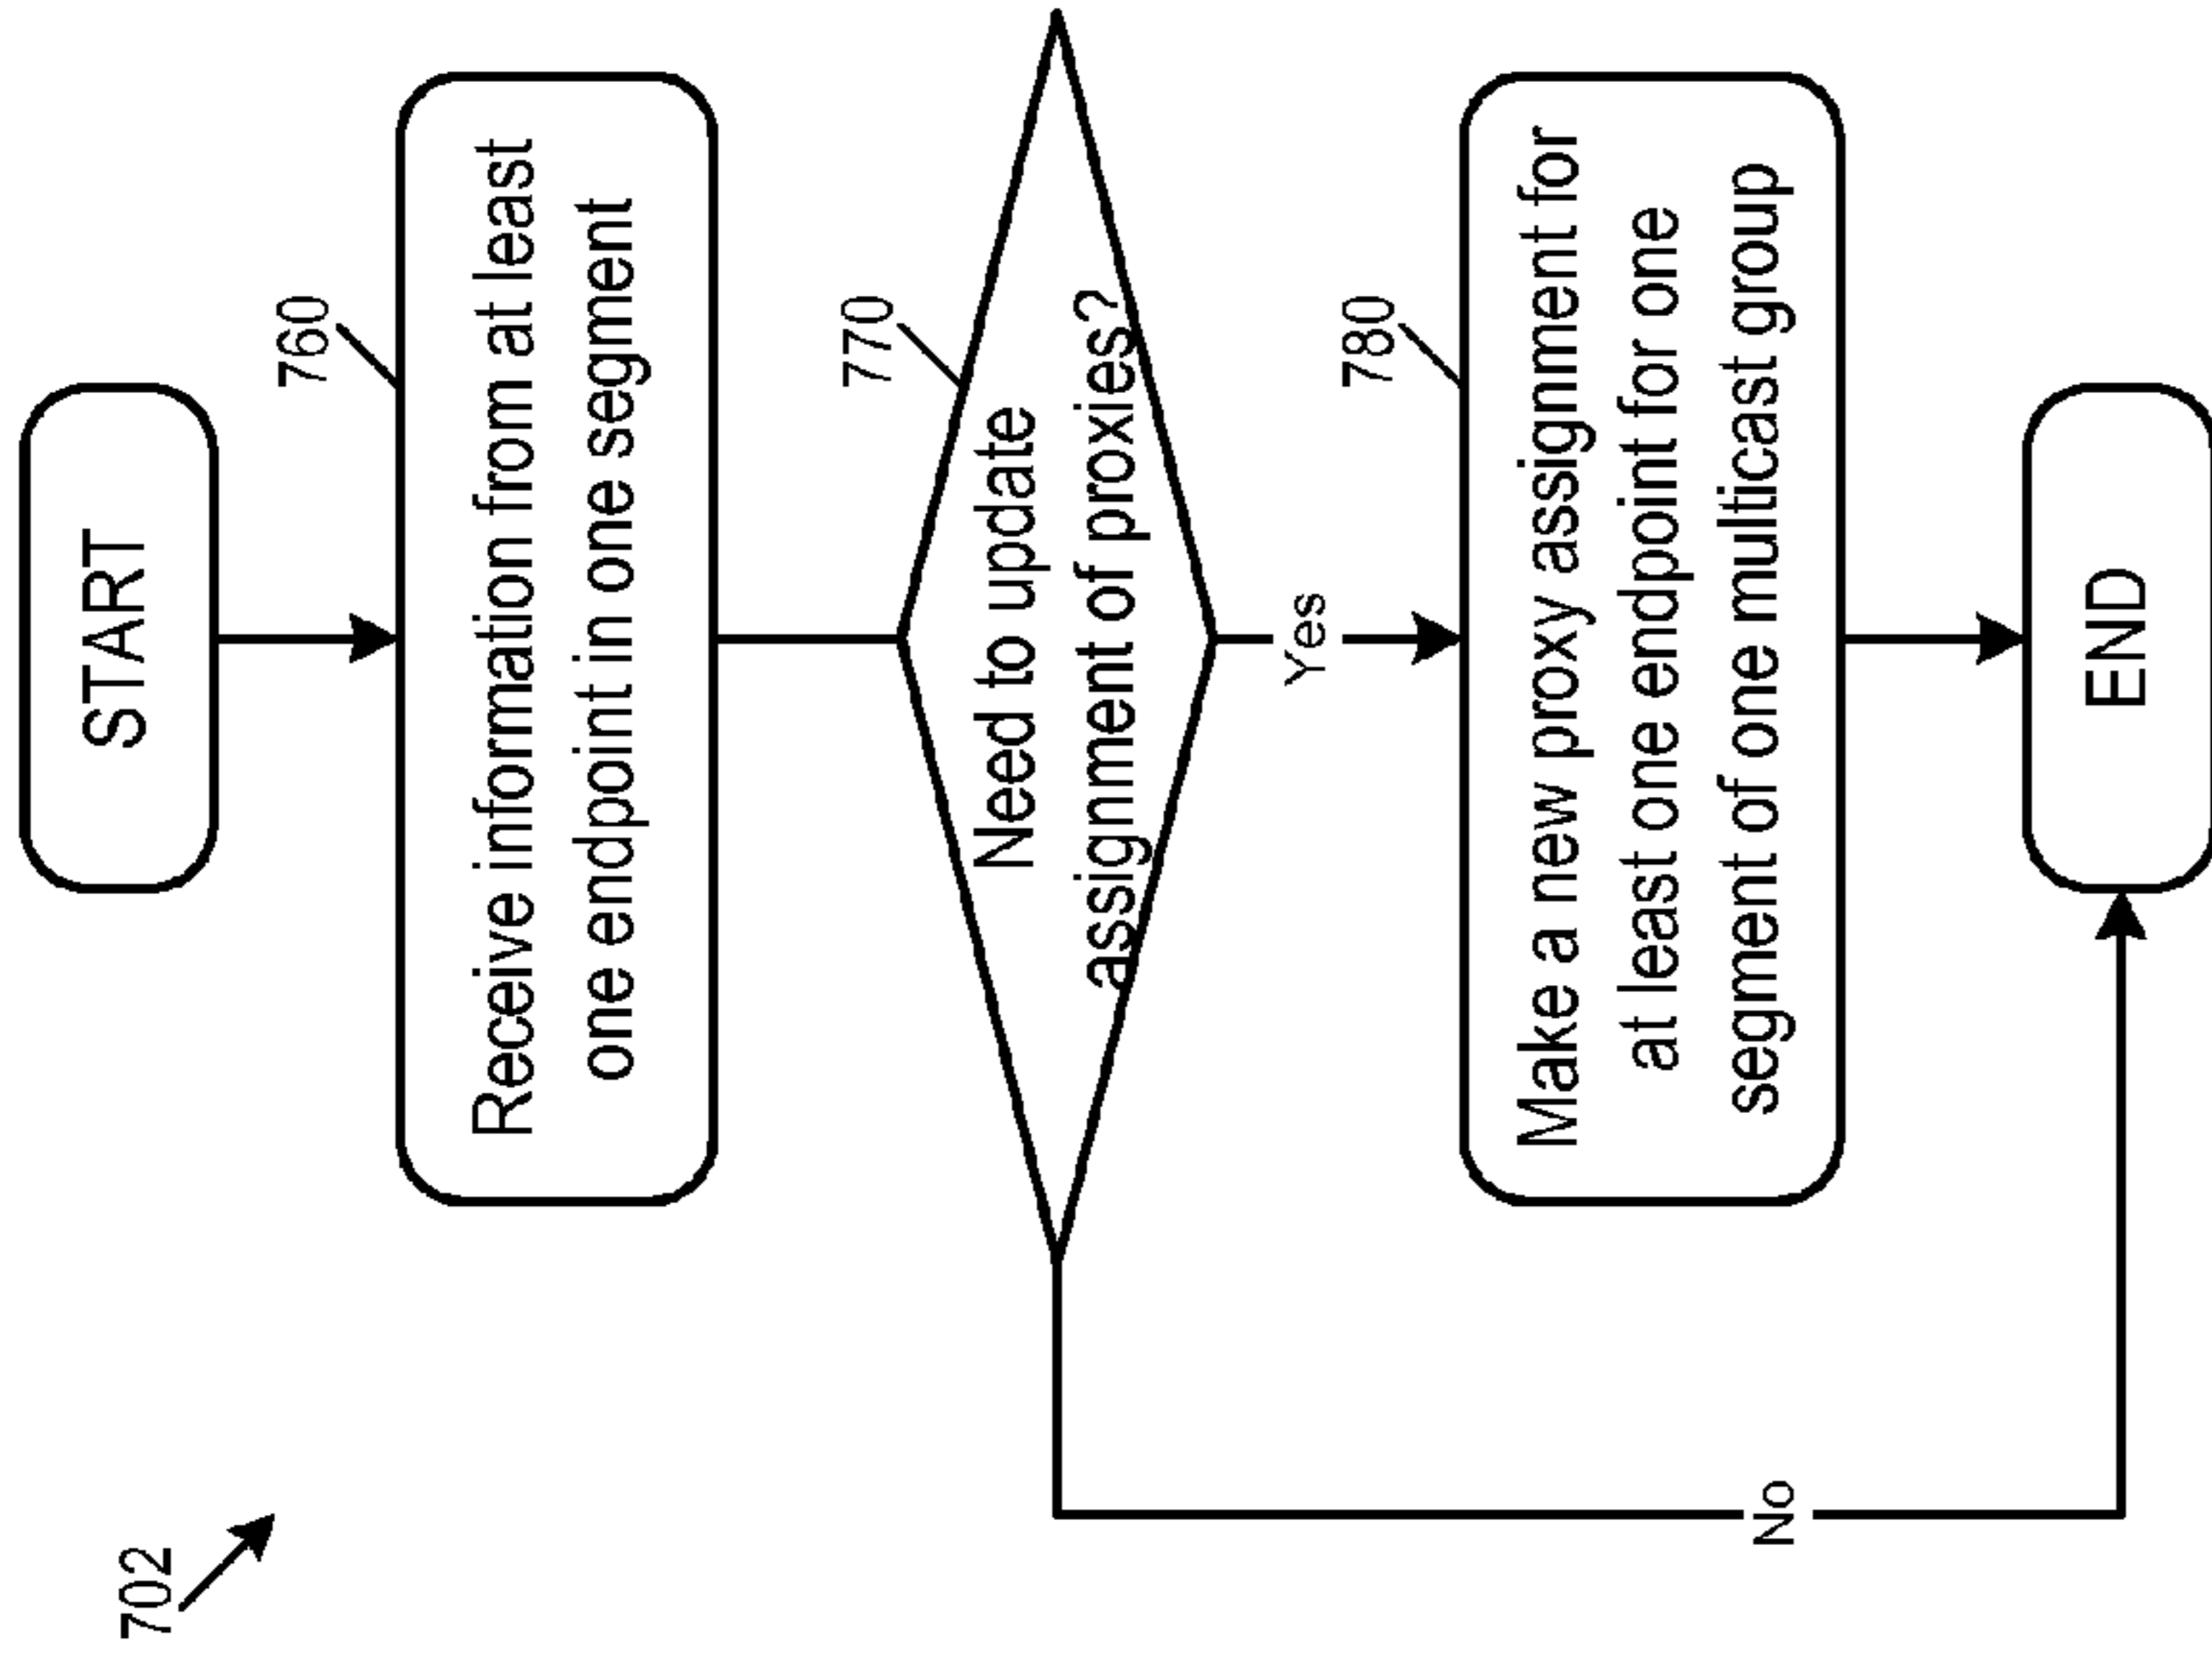 702
START
760
Receive information from at least
one endpoint in one segment
770
Need to update
assignment of proxies?
Yes
780
Make a new proxy assignment for
at least one endpoint for one
segment of one multicast group
No
END